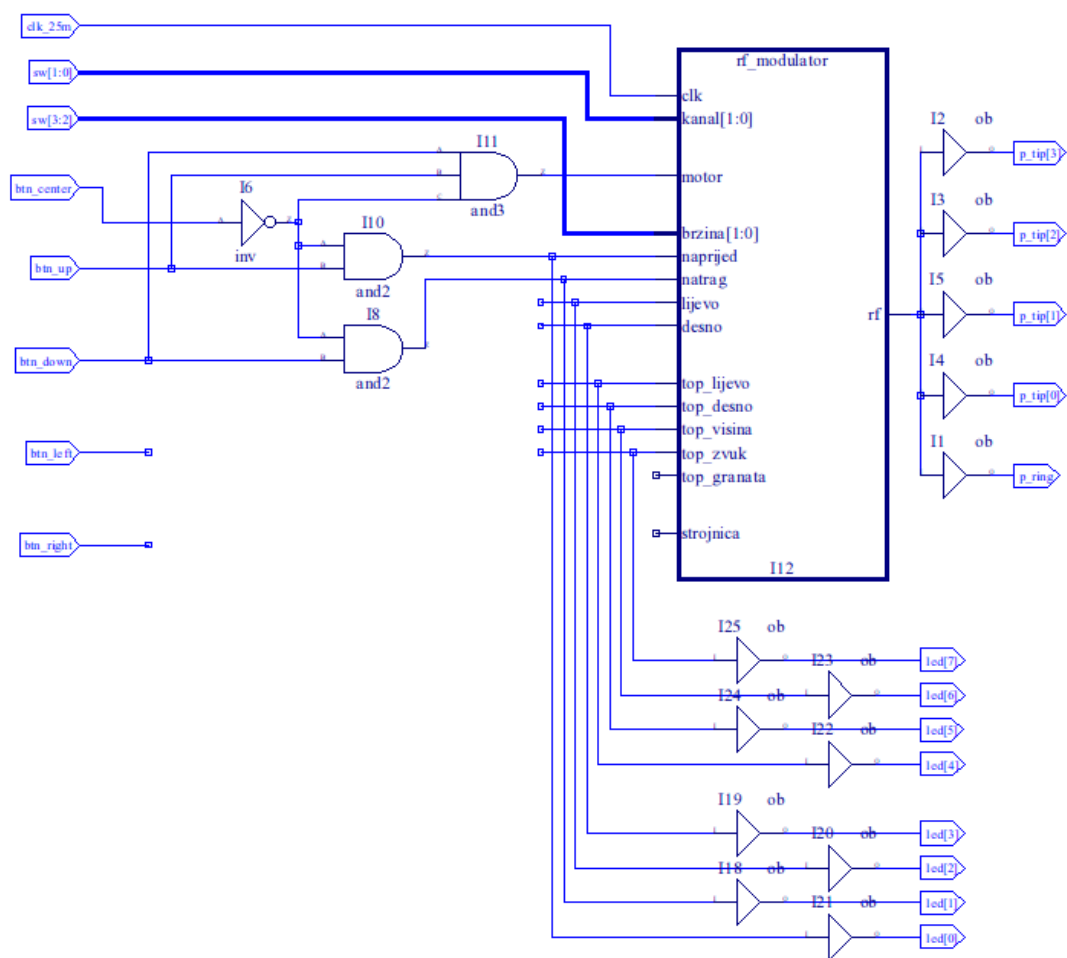 clk_25m
sw[1:0]
sw[3:2]
btn_center
btn_up
btn_down
btn_left
btn_right
I11
A
B
C
Z
and3
I6
A
Z
inv
I10
A
B
Z
and2
I8
A
B
Z
and2
rf_modulator
clk
kanal[1:0]
motor
brzina[1:0]
naprijed
natrag
lijevo
desno
top_lijevo
top_desno
top_visina
top_zvuk
top_granata
strojnica
rf
I12
I2 ob
I O
p_tip[3]
I3 ob
O
p_tip[2]
I5 ob
O
p_tip[1]
I4 ob
O
p_tip[0]
I1 ob
O
p_ring
I25 ob
I O
led[7]
I23 ob
I O
led[6]
I24 ob
I O
led[5]
I22 ob
I O
led[4]
I19 ob
I O
led[3]
I20 ob
I O
led[2]
I18 ob
I O
led[1]
I21 ob
I O
led[0]